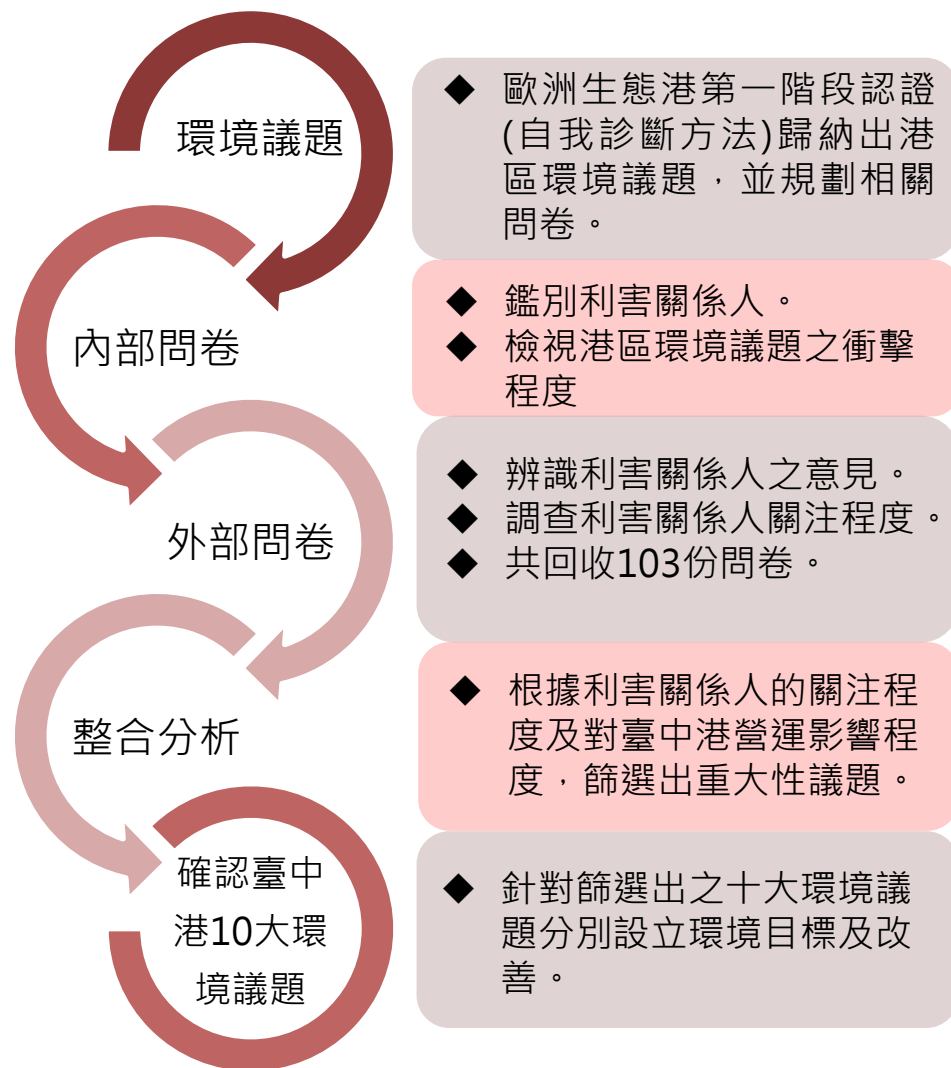 環境議題
◆ 歐洲生態港第一階段認證
(自我診斷方法)歸納出港
區環境議題，並規劃相關
問卷。
內部問卷
◆ 鑑別利害關係人。
◆ 檢視港區環境議題之衝擊
程度
外部問卷
◆ 辨識利害關係人之意見。
◆ 調查利害關係人關注程度。
◆ 共回收103份問卷。
整合分析
◆ 根據利害關係人的關注程
度及對臺中港營運影響程
度，篩選出重大性議題。
確認臺中
港10大環
境議題
◆ 針對篩選出之十大環境議
題分別設立環境目標及改
善。